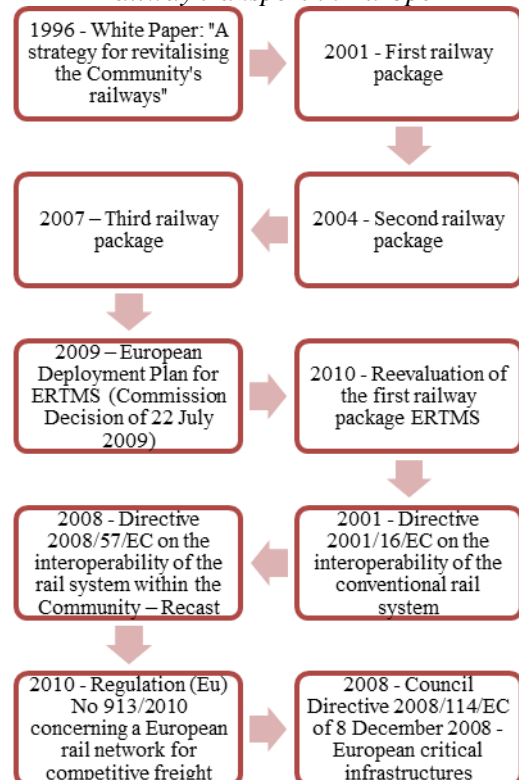 1996 - White Paper: "A
strategy for revitalising
the Community's
railways"
2001 - First railway
package
2004 - Second railway
package
2007 – Third railway
package
2009 – European
Deployment Plan for
ERTMS (Commission
Decision of 22 July
2009)
2010 - Reevaluation of
the first railway
package ERTMS
2001 - Directive
2001/16/EC on the
interoperability of the
conventional rail
system
2008 - Directive
2008/57/EC on the
interoperability of the
rail system within the
Community – Recast
2010 - Regulation (Eu)
No 913/2010
concerning a European
rail network for
competitive freight
2008 - Council
Directive 2008/114/EC
of 8 December 2008 -
European critical
infrastructures